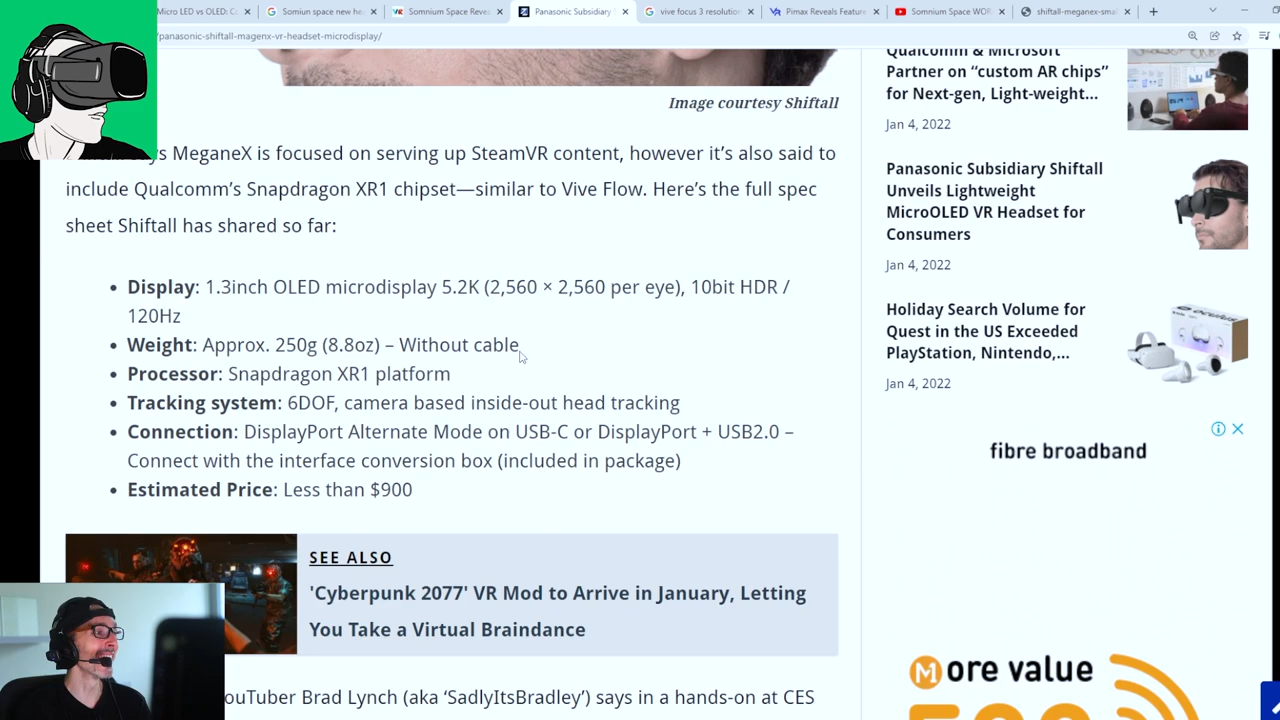 Micro LED vs OLED: C
Somiun space new he
Somnium Space Reve
Panasonic Subsidiary
vive focus 3 resolution
Pimax Reveals Feature
Somnium Space WOR
shiftall-meganex-sma
/panasonic-shiftall-magenx-vr-headset-microdisplay/
Image courtesy Shiftall
ys MeganeX is focused on serving up SteamVR content, however it's also said to
include Qualcomm's Snapdragon XR1 chipset—similar to Vive Flow. Here's the full spec
sheet Shiftall has shared so far:
• Display: 1.3inch OLED microdisplay 5.2K (2,560 × 2,560 per eye), 10bit HDR /
120Hz
• Weight: Approx. 250g (8.8oz) – Without cable
• Processor: Snapdragon XR1 platform
• Tracking system: 6DOF, camera based inside-out head tracking
• Connection: DisplayPort Alternate Mode on USB-C or DisplayPort + USB2.0 –
Connect with the interface conversion box (included in package)
• Estimated Price: Less than $900
SEE ALSO
'Cyberpunk 2077' VR Mod to Arrive in January, Letting
You Take a Virtual Braindance
ouTuber Brad Lynch (aka 'SadlyItsBradley') says in a hands-on at CES
Qualcomm & Microsoft
Partner on "custom AR chips"
for Next-gen, Light-weight...
Jan 4, 2022
Panasonic Subsidiary Shiftall
Unveils Lightweight
MicroOLED VR Headset for
Consumers
Jan 4, 2022
Holiday Search Volume for
Quest in the US Exceeded
PlayStation, Nintendo,...
Jan 4, 2022
fibre broadband
More value